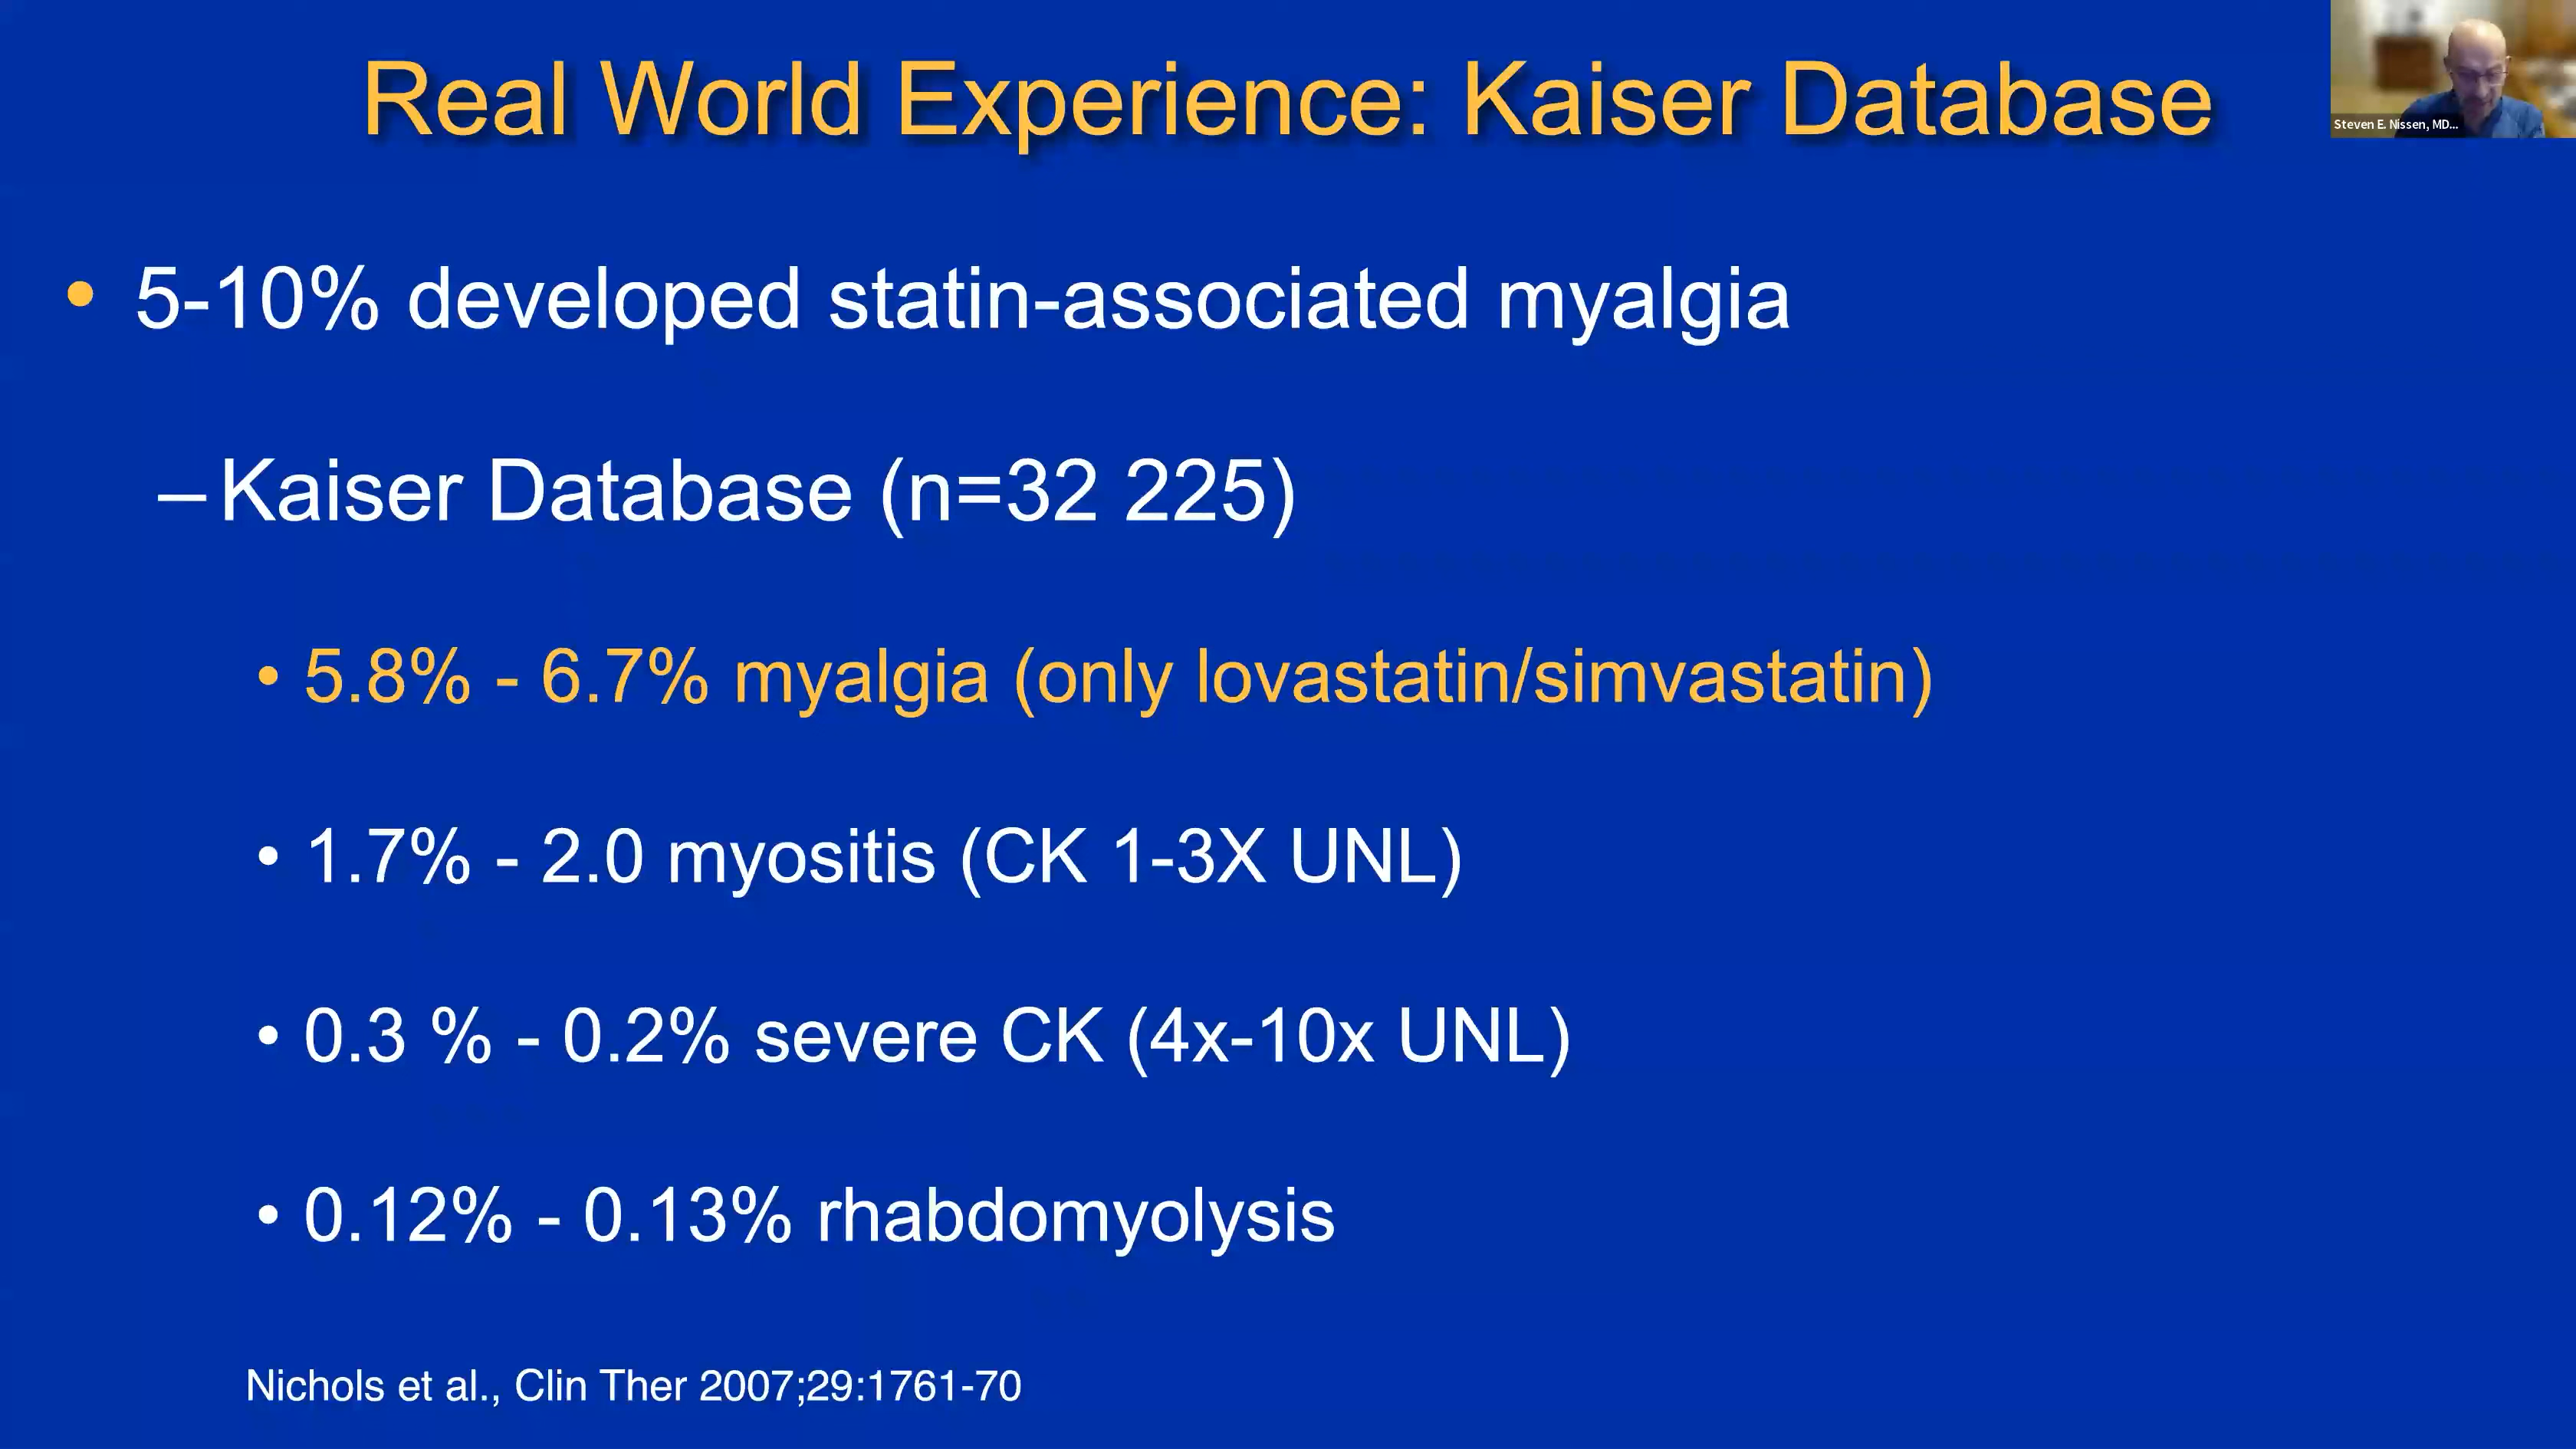 Real World Experience: Kaiser Database
Steven E. Nissen, MD...
• 5-10% developed statin-associated myalgia
– Kaiser Database (n=32 225)
• 5.8% - 6.7% myalgia (only lovastatin/simvastatin)
• 1.7% - 2.0 myositis (CK 1-3X UNL)
• 0.3 % - 0.2% severe CK (4x-10x UNL)
• 0.12% - 0.13% rhabdomyolysis
Nichols et al., Clin Ther 2007;29:1761-70